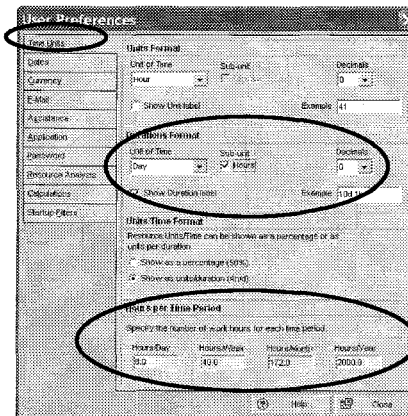 User Preferences
Time Units
Dates
Currency
E-Mail
Assistance
Application
Password
Resource Analysis
Calculations
Startup Filters
Units Format
Unit of Time
Sub-unit
Decimals
Hour
0
Show Unit label
Example 41
Durations Format
Unit of Time
Sub-unit
Decimals
Day
Hours
0
Show Duration label
Example
Units/Time Format
Resource Units/Time can be shown as a percentage or as
units per duration.
Show as a percentage (50%)
Show as units/duration (4h/d)
Hours per Time Period
Specify the number of work hours for each time period.
Hours/Day
Hours/Week
Hours/Month
Hours/Year
8.0
40.0
172.0
2000.0
Help
Close